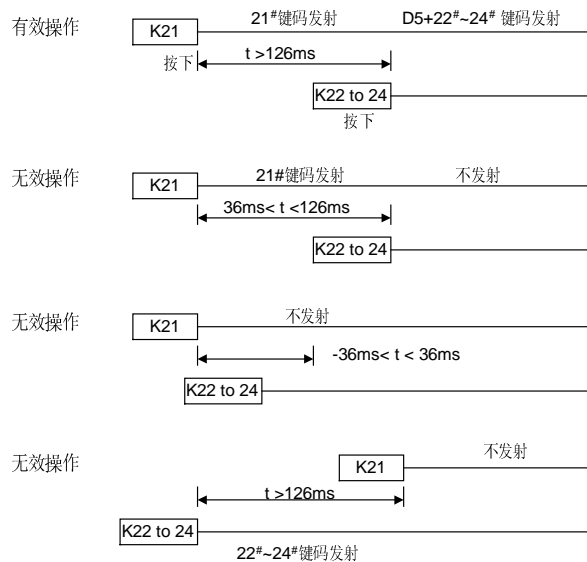 有效操作
K21
21#键码发射
D5+22#~24# 键码发射
按下
t >126ms
K22 to 24
按下
无效操作
K21
21#键码发射
不发射
36ms< t <126ms
K22 to 24
无效操作
K21
不发射
-36ms< t < 36ms
K22 to 24
无效操作
K21
不发射
t >126ms
K22 to 24
22#~24#键码发射